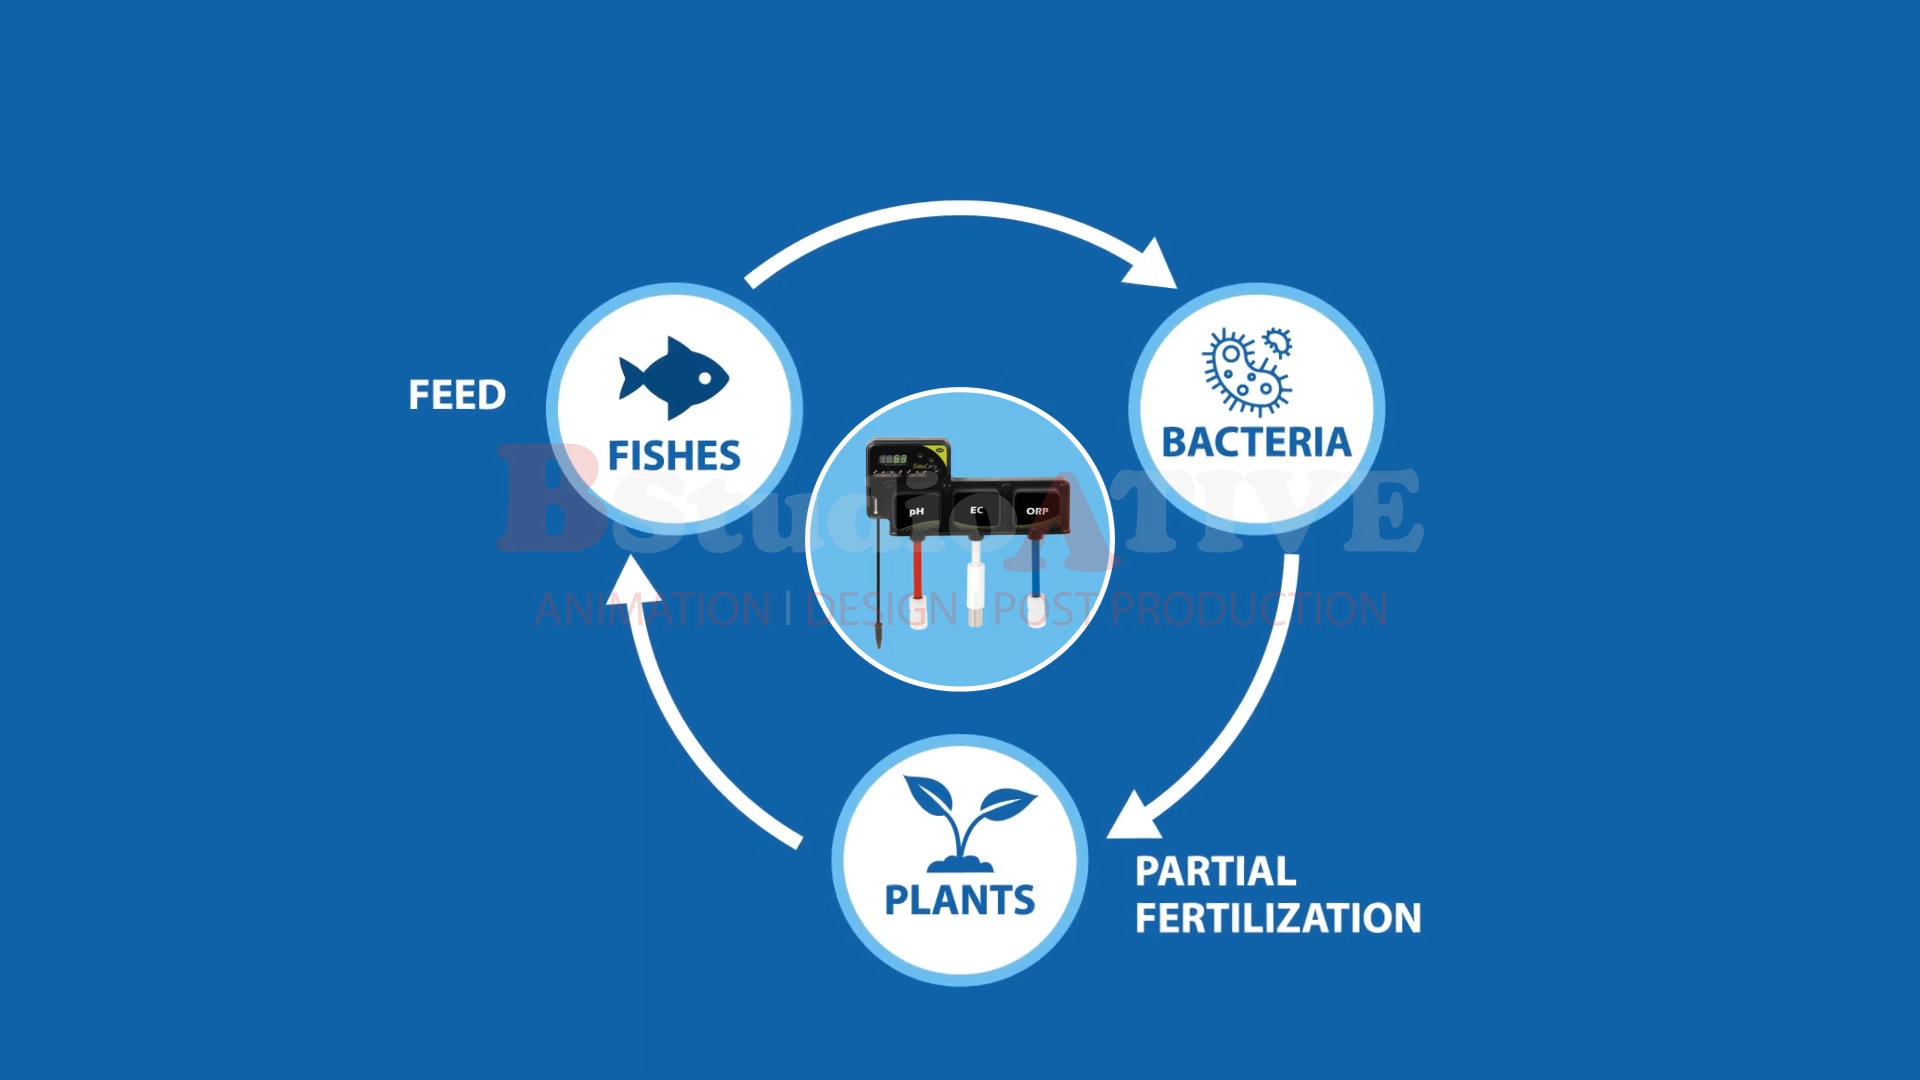 FEED
FISHES
BACTERIA
pH
EC
ORP
BStudioATIVE
ANIMATION | DESIGN | POST PRODUCTION
PLANTS
PARTIAL
FERTILIZATION